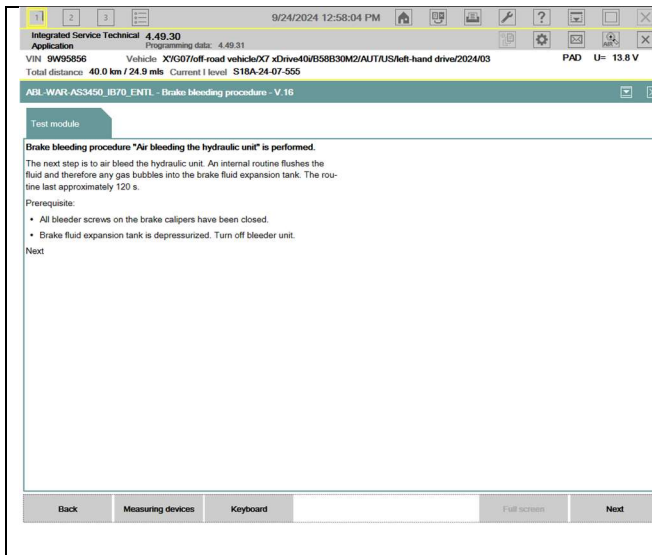 1 2 3 9/24/2024 12:58:04 PM ?
Integrated Service Technical 4.49.30
Application Programming data: 4.49.31
VIN 9W95856 Vehicle X'/G07/off-road vehicle/X7 xDrive40i/B58B30M2/AUT/US/left-hand drive/2024/03 PAD U= 13.8 V
Total distance 40.0 km / 24.9 mls Current I level S18A-24-07-555
ABL-WAR-AS3450_IB70_ENTL - Brake bleeding procedure - V.16
Test module
Brake bleeding procedure "Air bleeding the hydraulic unit" is performed.
The next step is to air bleed the hydraulic unit. An internal routine flushes the
fluid and therefore any gas bubbles into the brake fluid expansion tank. The rou-
tine last approximately 120 s.
Prerequisite:
• All bleeder screws on the brake calipers have been closed.
• Brake fluid expansion tank is depressurized. Turn off bleeder unit.
Next
Back Measuring devices Keyboard Full screen Next